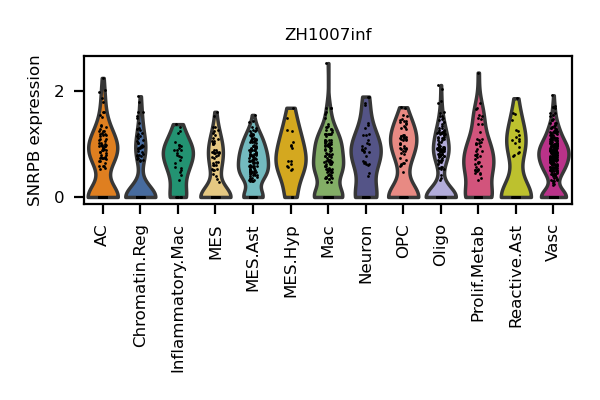 ZH1007inf
SNRPB expression
2
0
AC
Chromatin.Reg
Inflammatory.Mac
MES
MES.Ast
MES.Hyp
Mac
Neuron
OPC
Oligo
Prolif.Metab
Reactive.Ast
Vasc